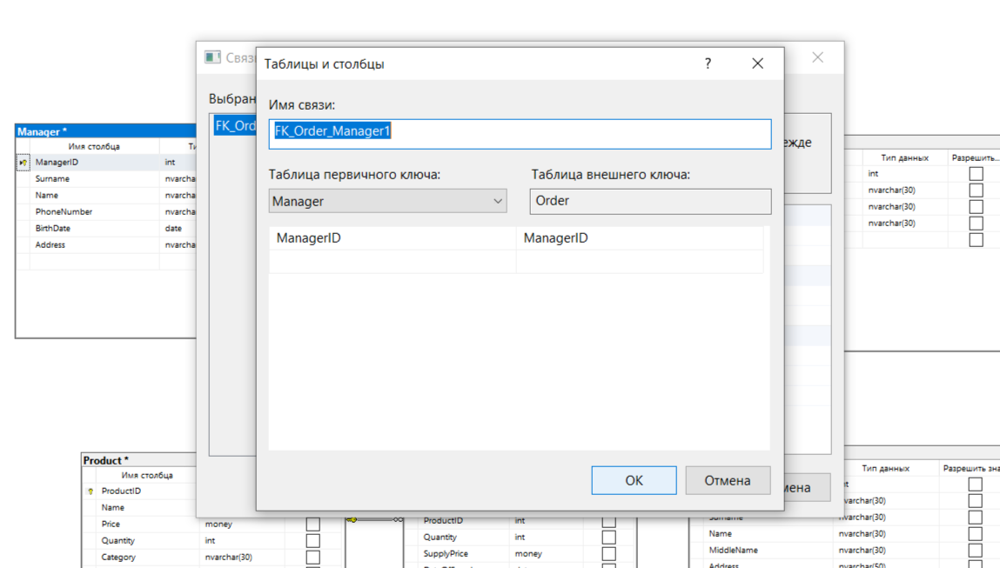 Связ
Таблицы и столбцы
?
Выбран
Имя связи:
FK_Ord
FK_Order_Manager1
ежде
Таблица первичного ключа:
Таблица внешнего ключа:
Manager
Order
ManagerID
ManagerID
OK
Отмена
мена
Manager *
Имя столбца
Ти
ManagerID
int
Surname
nvarcha
Name
nvarcha
PhoneNumber
nvarcha
BirthDate
date
Address
nvarcha
Тип данных
Разрешить...
int
nvarchar(30)
nvarchar(30)
nvarchar(30)
Product *
Имя столбца
ProductID
Name
Price
money
Quantity
int
Category
nvarchar(30)
ProductID
int
Quantity
int
SupplyPrice
money
Тип данных
Разрешить зна
nt
varchar(30)
Surname
nvarchar(30)
Name
nvarchar(30)
MiddleName
nvarchar(30)
Address
nvarchar(50)